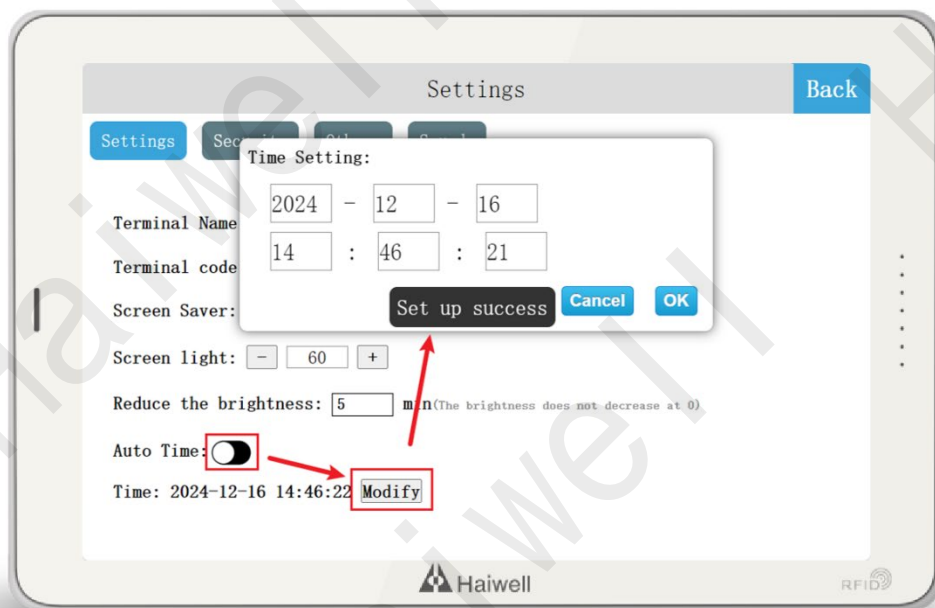 Settings
Back
Settings
Time Setting:
2024 - 12 - 16
14 : 46 : 21
Set up success
Cancel
OK
Terminal Name
Terminal code
Screen Saver:
Screen light: - 60 +
Reduce the brightness: 5 min(The brightness does not decrease at 0)
Auto Time:
Time: 2024-12-16 14:46:22 Modify
Haiwell
RFID
haiwell
haiwell